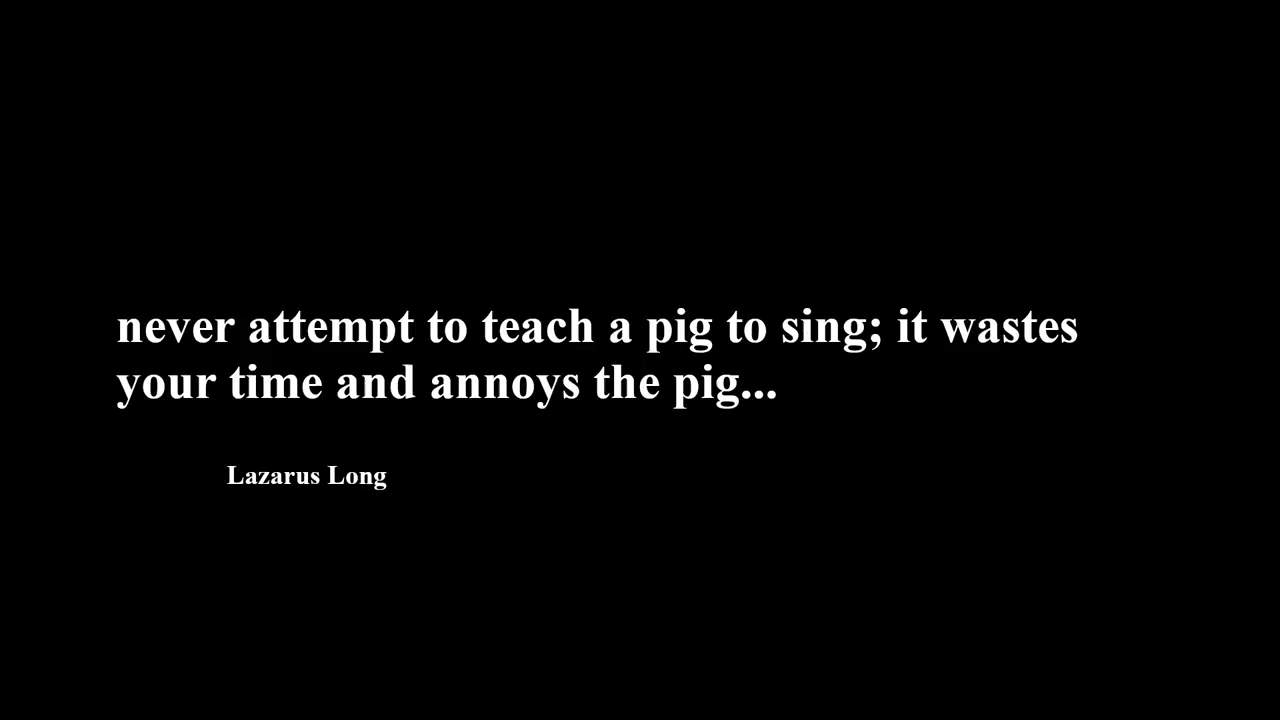 never attempt to teach a pig to sing; it wastes
your time and annoys the pig...
Lazarus Long